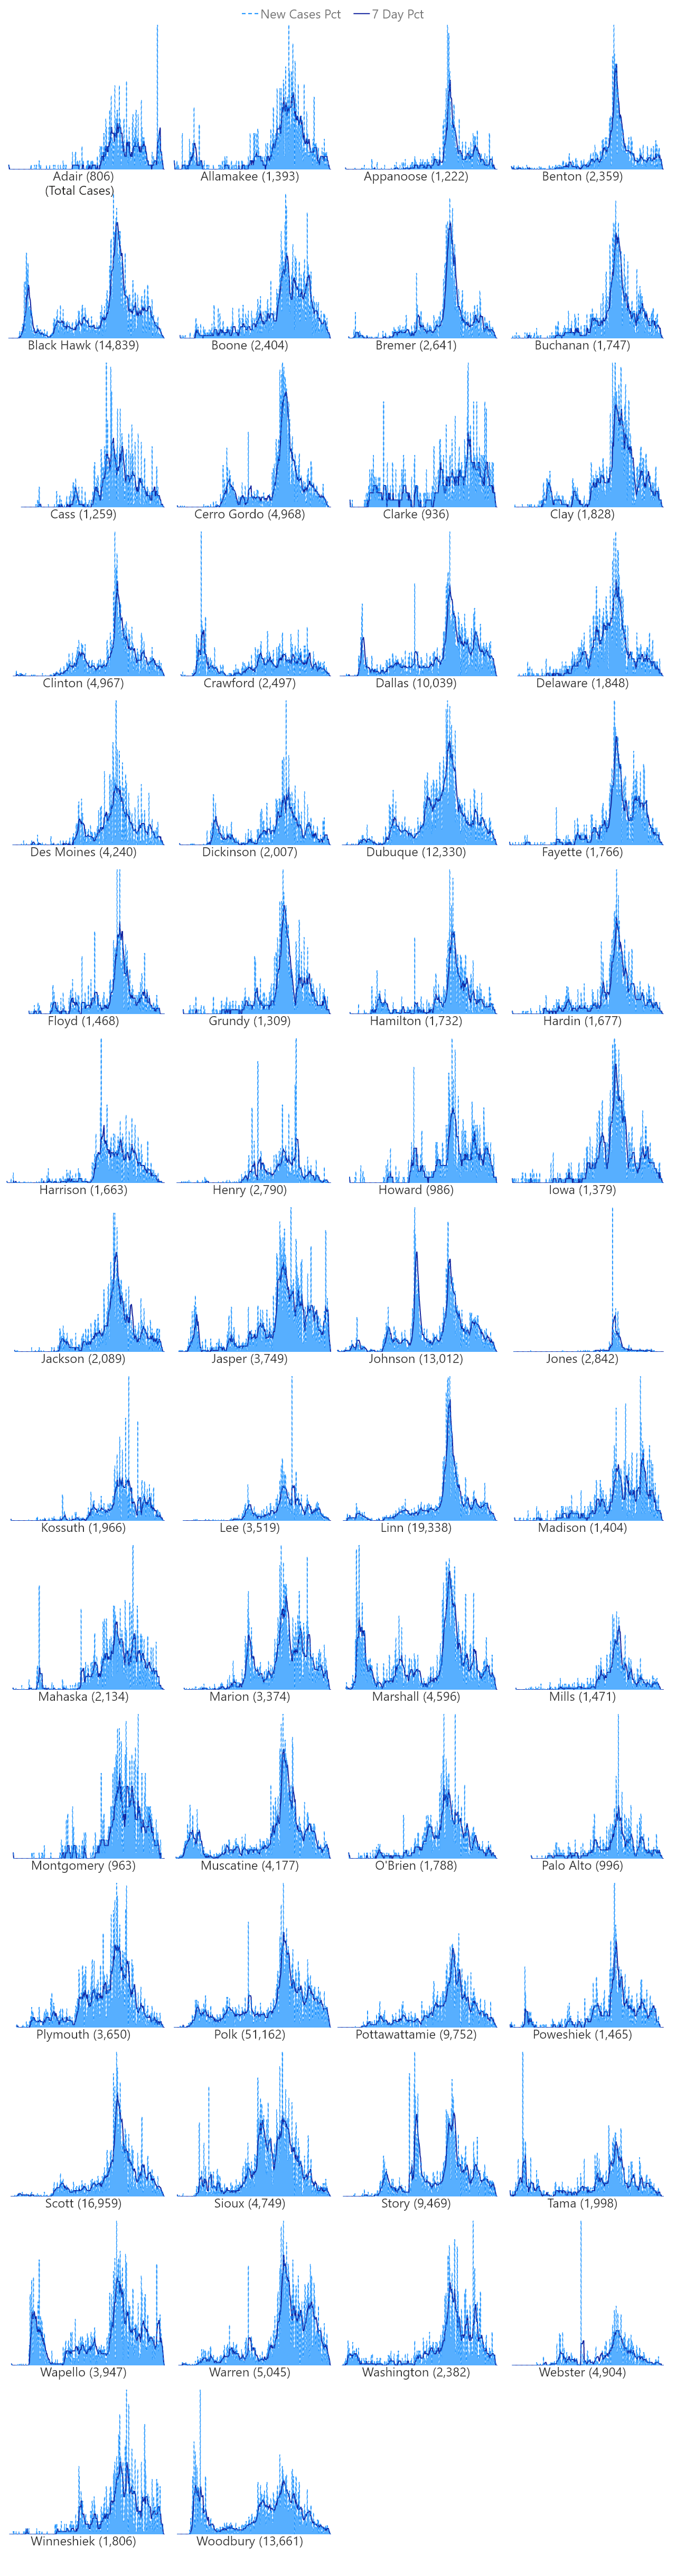 New Cases Pct 7 Day Pct
Adair (806) Allamakee (1,393) Appanoose (1,222) Benton (2,359)
(Total Cases)
Black Hawk (14,839) Boone (2,404) Bremer (2,641) Buchanan (1,747)
Cass (1,259) Cerro Gordo (4,968) Clarke (936) Clay (1,828)
Clinton (4,967) Crawford (2,497) Dallas (10,039) Delaware (1,848)
Des Moines (4,240) Dickinson (2,007) Dubuque (12,330) Fayette (1,766)
Floyd (1,468) Grundy (1,309) Hamilton (1,732) Hardin (1,677)
Harrison (1,663) Henry (2,790) Howard (986) Iowa (1,379)
Jackson (2,089) Jasper (3,749) Johnson (13,012) Jones (2,842)
Kossuth (1,966) Lee (3,519) Linn (19,338) Madison (1,404)
Mahaska (2,134) Marion (3,374) Marshall (4,596) Mills (1,471)
Montgomery (963) Muscatine (4,177) O'Brien (1,788) Palo Alto (996)
Plymouth (3,650) Polk (51,162) Pottawattamie (9,752) Poweshiek (1,465)
Scott (16,959) Sioux (4,749) Story (9,469) Tama (1,998)
Wapello (3,947) Warren (5,045) Washington (2,382) Webster (4,904)
Winneshiek (1,806) Woodbury (13,661)